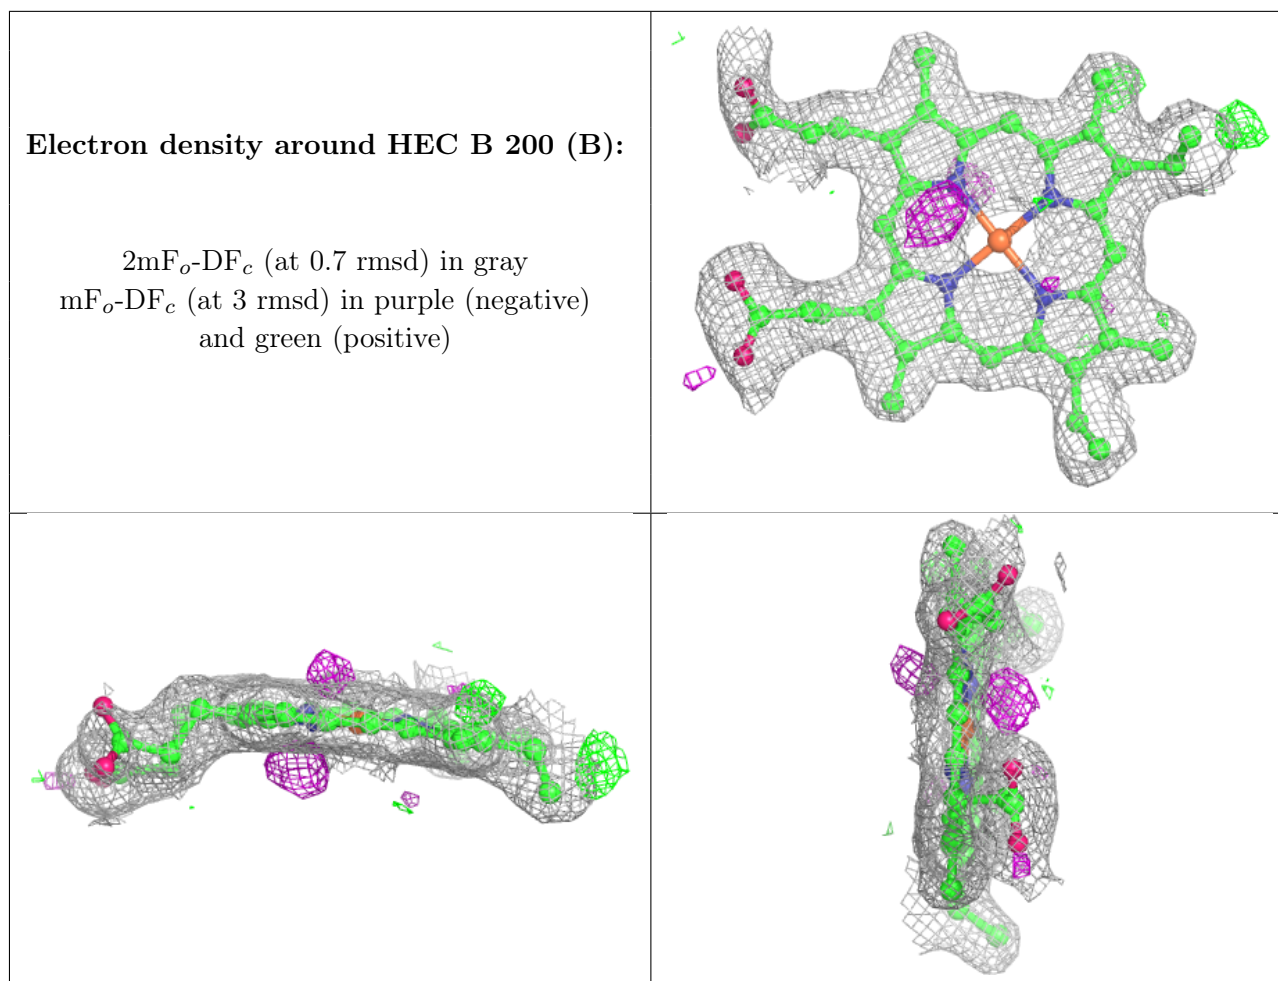 Electron density around HEC B 200 (B):
2mFₒ-DF𝑐 (at 0.7 rmsd) in gray
mFₒ-DF𝑐 (at 3 rmsd) in purple (negative)
and green (positive)